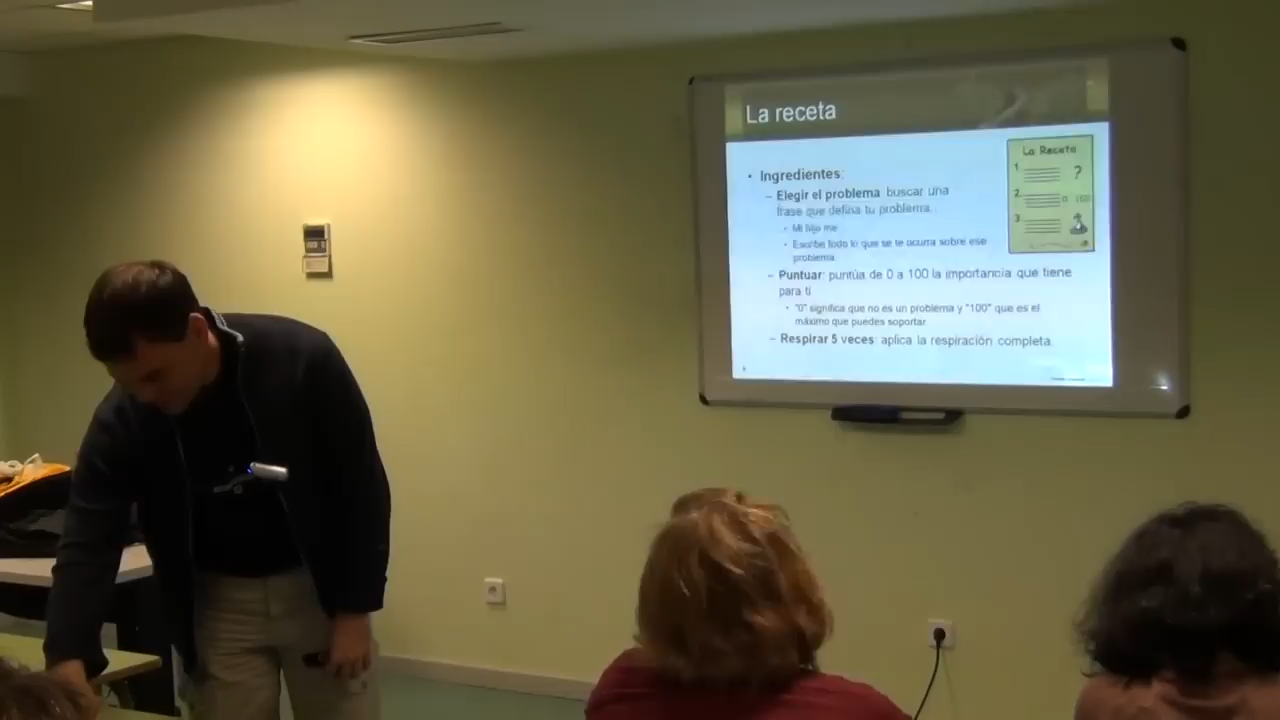 La receta
• Ingredientes:
– Elegir el problema buscar una
frase que defina tu problema.
• Mi hijo me
• Escribe todo lo que se te ocurra sobre ese
problema.
– Puntuar: puntúa de 0 a 100 la importancia que tiene
para ti
• "0" significa que no es un problema y "100" que es el
máximo que puedes soportar
– Respirar 5 veces: aplica la respiración completa.
La Receta
1
?
2
3